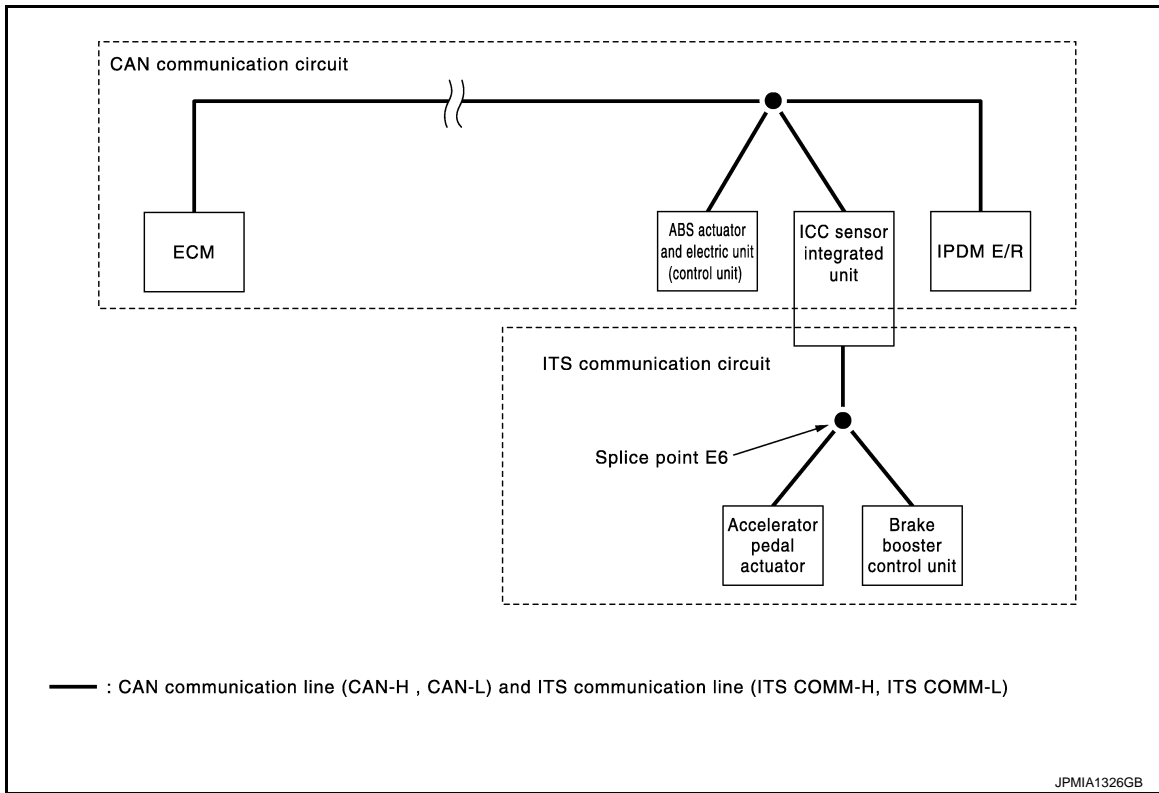 CAN communication circuit
ECM
ABS actuator
and electric unit
(control unit)
ICC sensor
integrated
unit
IPDM E/R
ITS communication circuit
Splice point E6
Accelerator
pedal
actuator
Brake
booster
control unit
: CAN communication line (CAN-H , CAN-L) and ITS communication line (ITS COMM-H, ITS COMM-L)
JPMIA1326GB